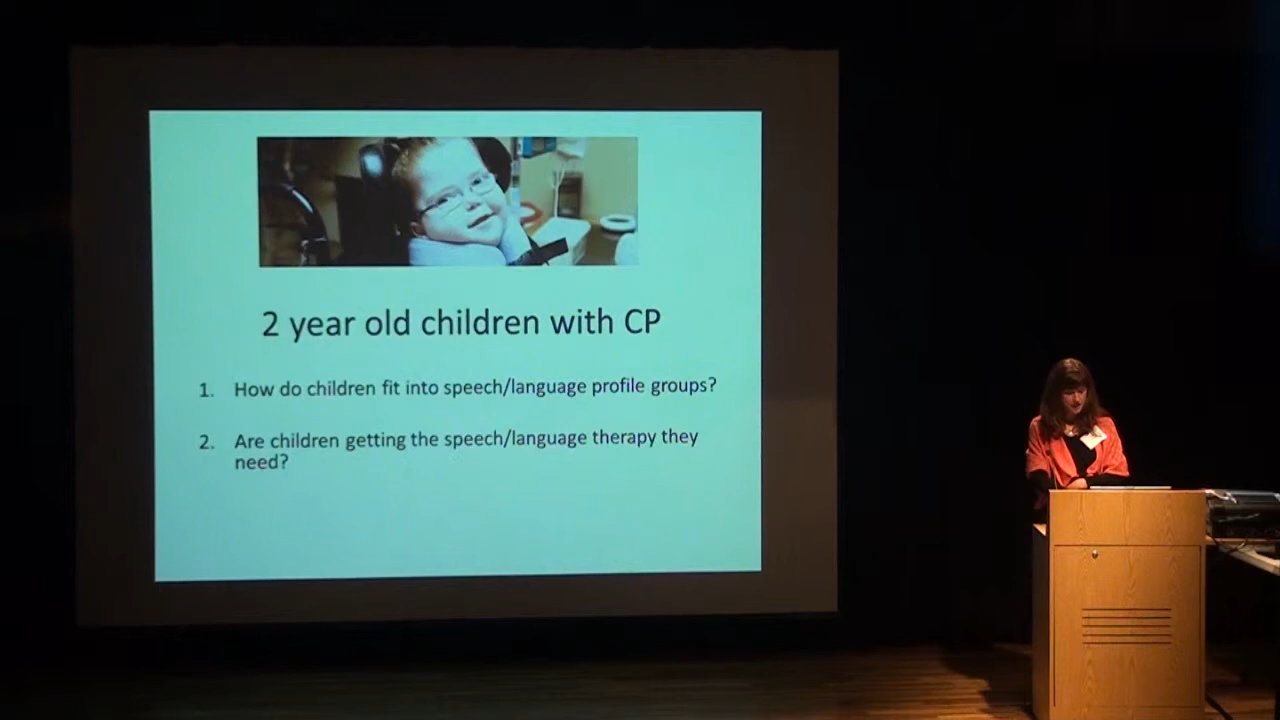 2 year old children with CP
1. How do children fit into speech/language profile groups?
2. Are children getting the speech/language therapy they
need?